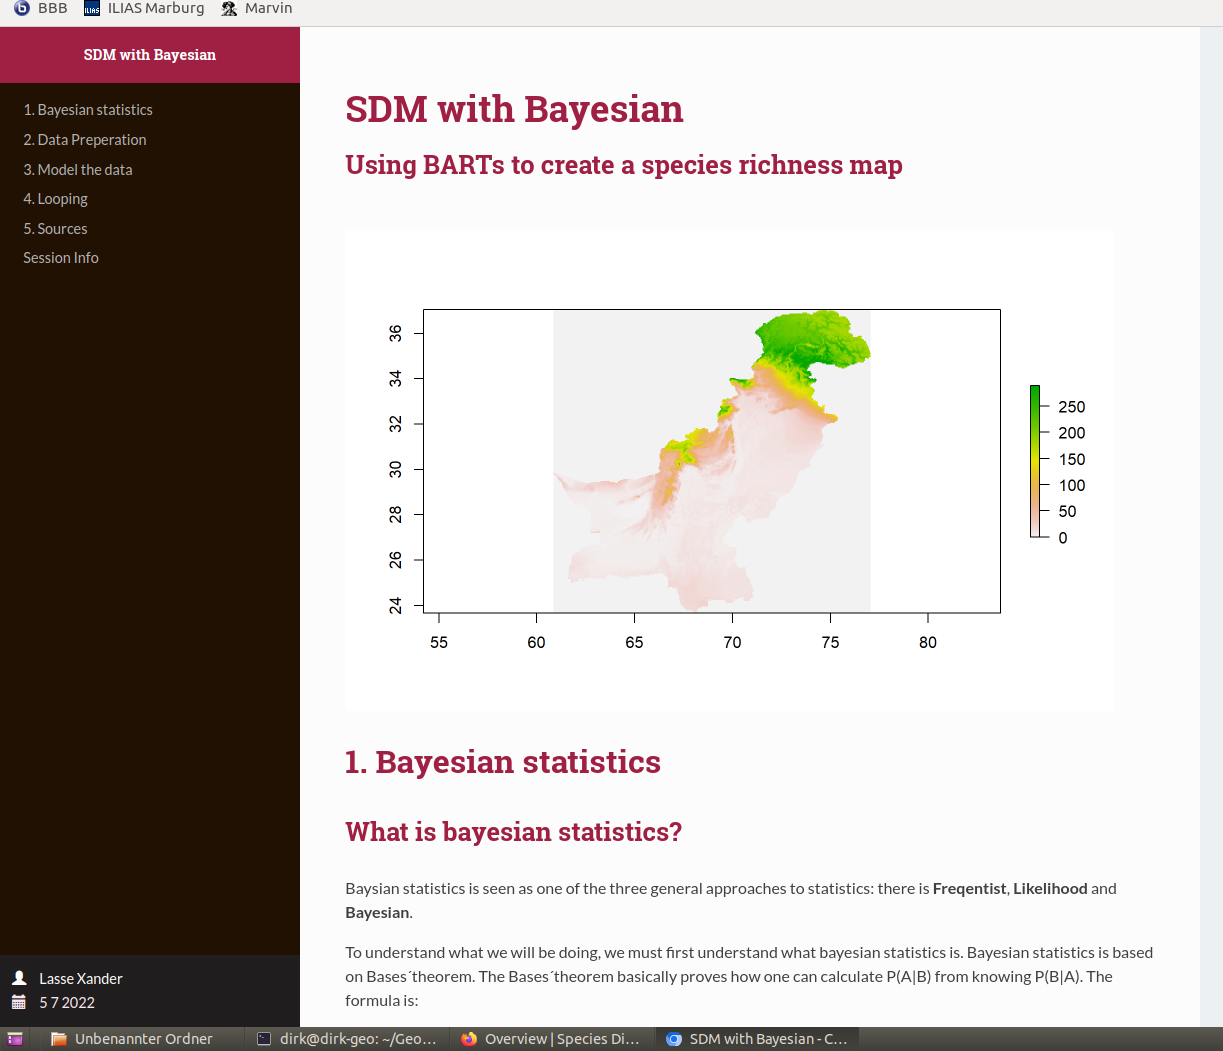 BBB ILIAS Marburg Marvin
SDM with Bayesian
1. Bayesian statistics
2. Data Preperation
3. Model the data
4. Looping
5. Sources
Session Info
Lasse Xander
5 7 2022
SDM with Bayesian
Using BARTs to create a species richness map
36
34
32
30
28
26
24
55 60 65 70 75 80
250
200
150
100
50
0
1. Bayesian statistics
What is bayesian statistics?
Baysian statistics is seen as one of the three general approaches to statistics: there is Freqentist, Likelihood and
Bayesian.
To understand what we will be doing, we must first understand what bayesian statistics is. Bayesian statistics is based
on Bases´theorem. The Bases´theorem basically proves how one can calculate P(A|B) from knowing P(B|A). The
formula is:
Unbenannter Ordner dirk@dirk-geo: ~/Geo... Overview | Species Di... SDM with Bayesian - C...